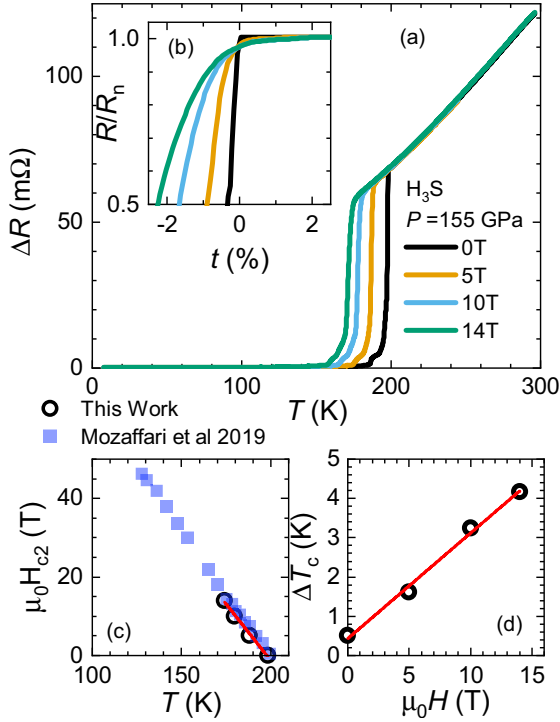 (a)
100
50
0
ΔR (mΩ)
0
100
200
300
T (K)
(b)
1.0
0.5
R/Rn
-2
0
2
t (%)
H3S
P =155 GPa
0T
5T
10T
14T
This Work
Mozaffari et al 2019
40
20
0
μ0Hc2 (T)
(c)
100
150
200
T (K)
5
4
3
2
1
0
ΔTc (K)
(d)
0
5
10
15
μ0H (T)